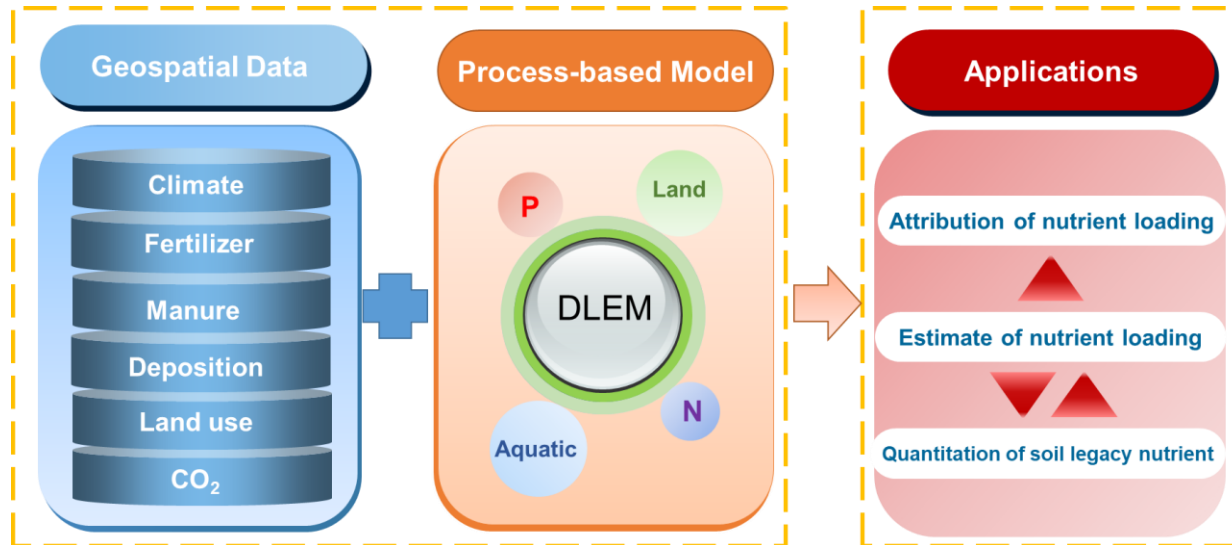 Geospatial Data
Climate
Fertilizer
Manure
Deposition
Land use
CO₂
Process-based Model
P
Land
DLEM
Aquatic
N
Applications
Attribution of nutrient loading
Estimate of nutrient loading
Quantitation of soil legacy nutrient